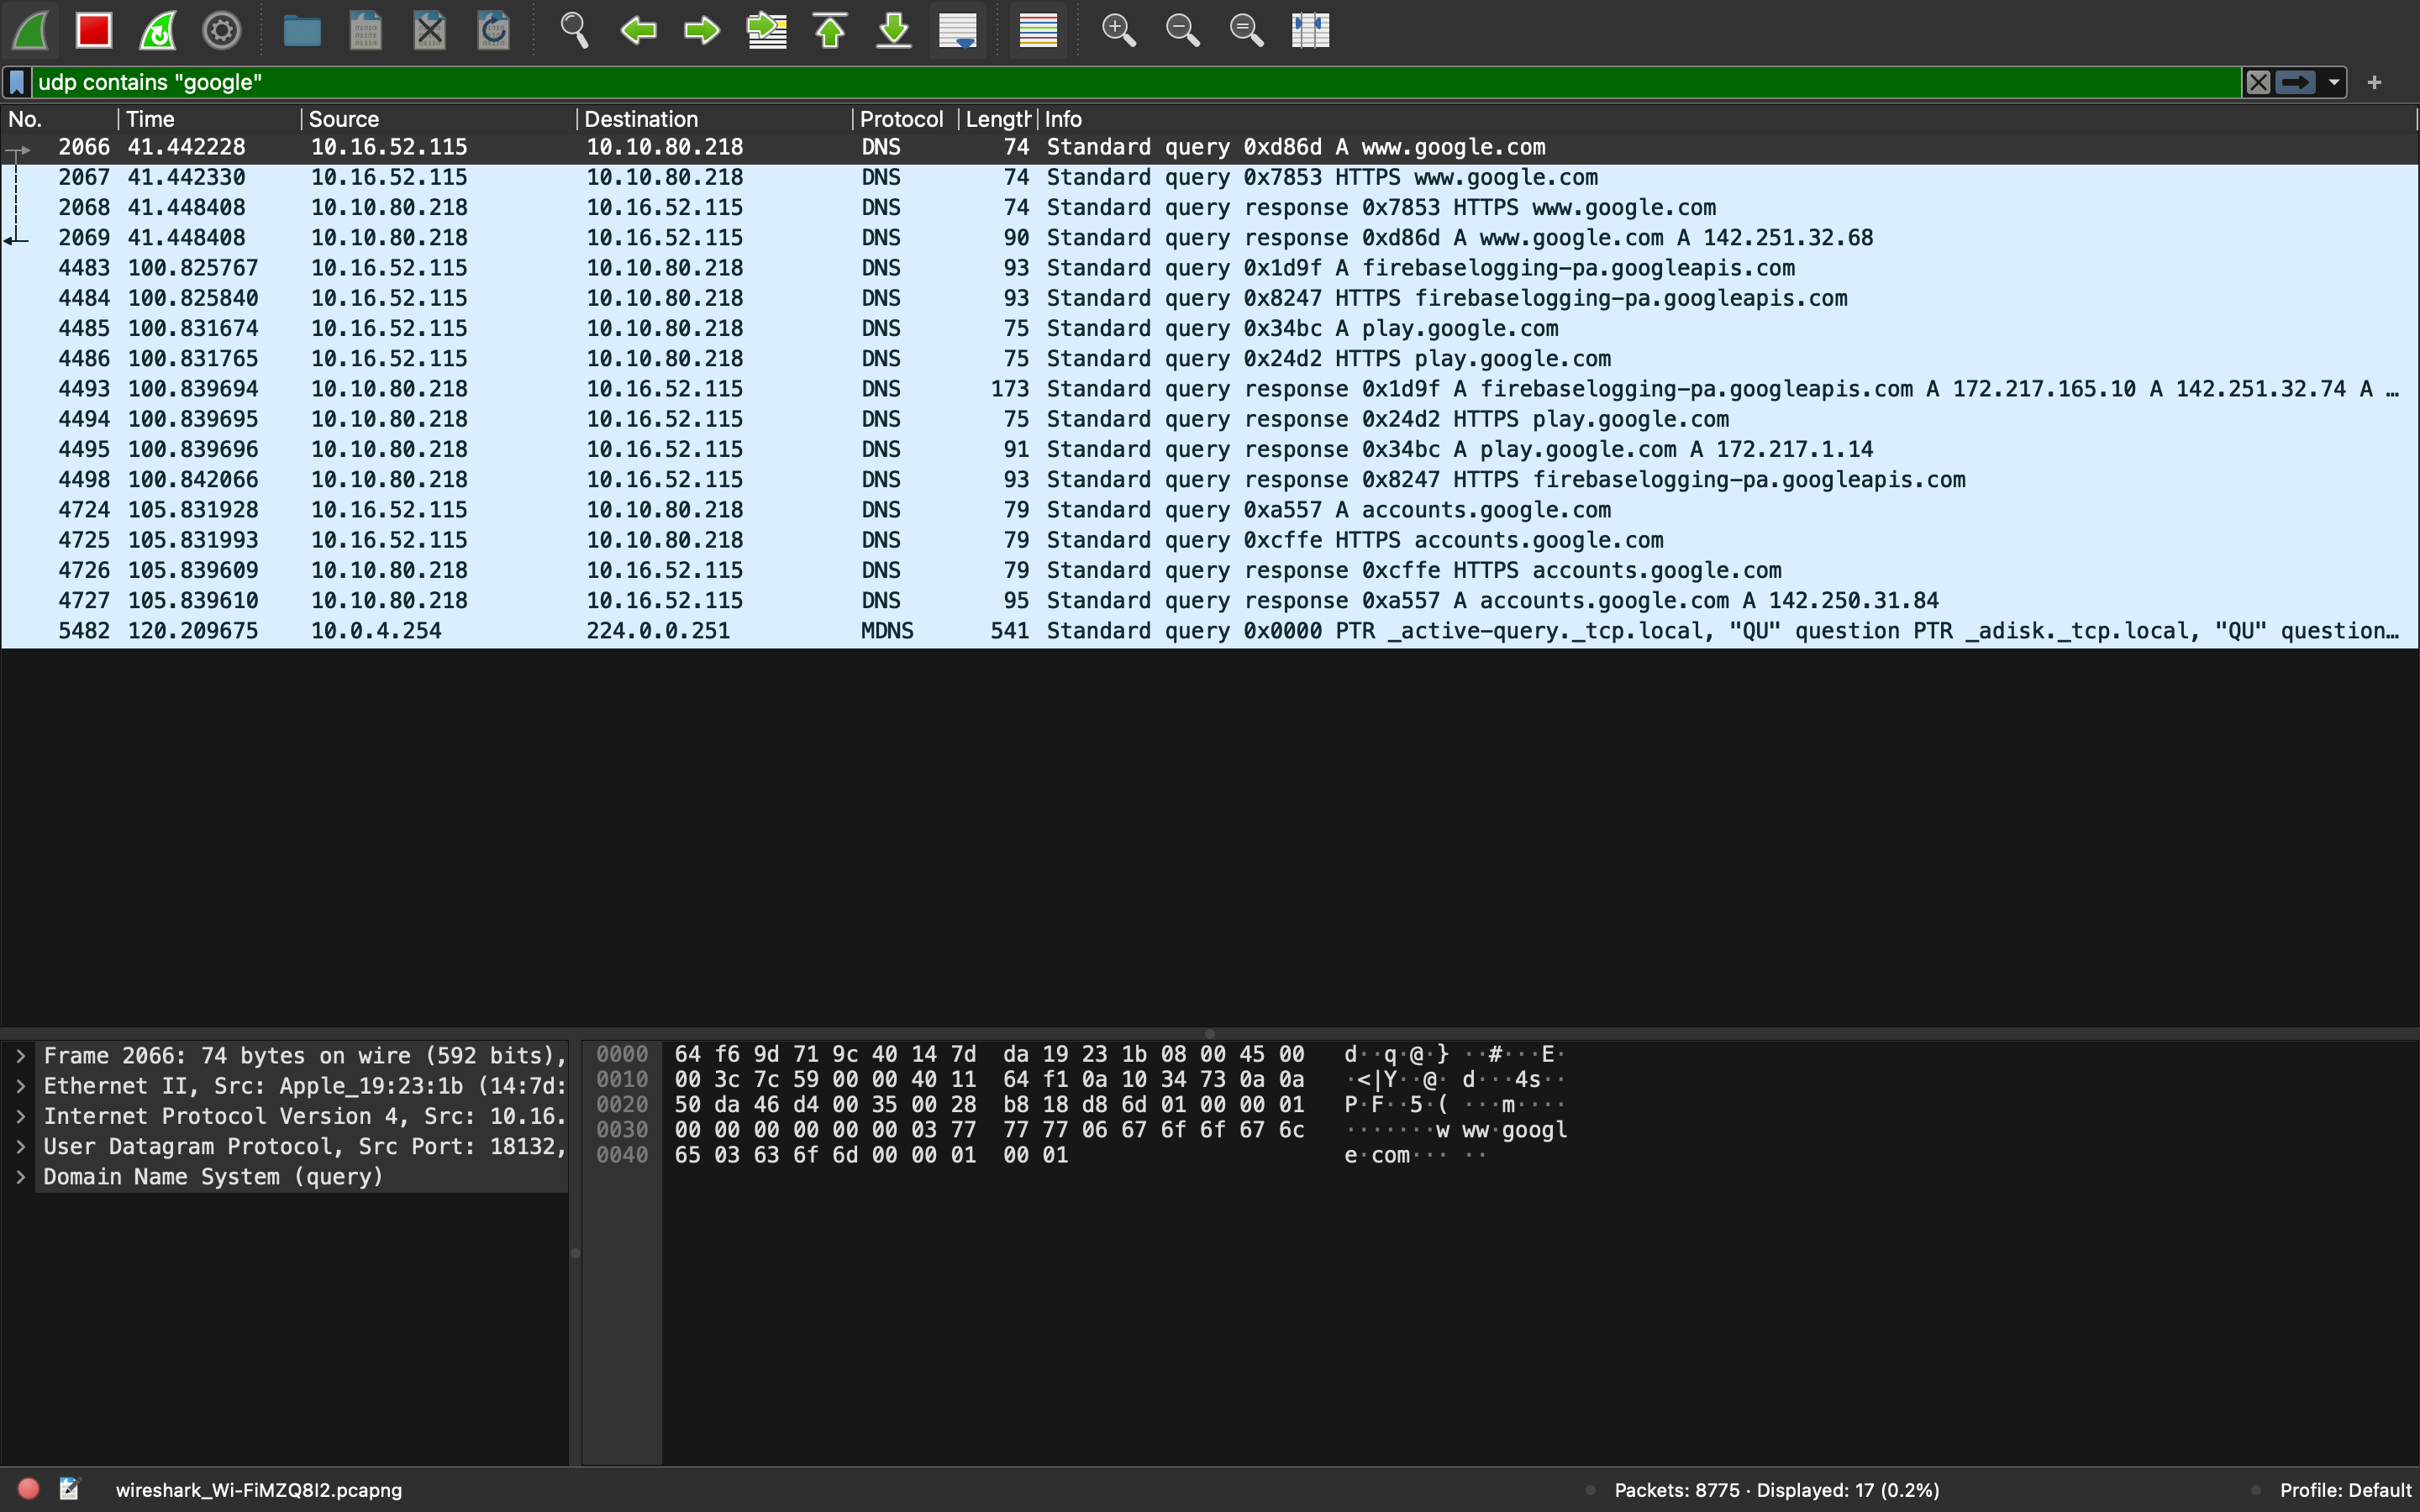 udp contains "google"
No. Time Source Destination Protocol Length Info
2066 41.442228 10.16.52.115 10.10.80.218 DNS 74 Standard query 0xd86d A www.google.com
2067 41.442330 10.16.52.115 10.10.80.218 DNS 74 Standard query 0x7853 HTTPS www.google.com
2068 41.448408 10.10.80.218 10.16.52.115 DNS 74 Standard query response 0x7853 HTTPS www.google.com
2069 41.448408 10.10.80.218 10.16.52.115 DNS 90 Standard query response 0xd86d A www.google.com A 142.251.32.68
4483 100.825767 10.16.52.115 10.10.80.218 DNS 93 Standard query 0x1d9f A firebaselogging-pa.googleapis.com
4484 100.825840 10.16.52.115 10.10.80.218 DNS 93 Standard query 0x8247 HTTPS firebaselogging-pa.googleapis.com
4485 100.831674 10.16.52.115 10.10.80.218 DNS 75 Standard query 0x34bc A play.google.com
4486 100.831765 10.16.52.115 10.10.80.218 DNS 75 Standard query 0x24d2 HTTPS play.google.com
4493 100.839694 10.10.80.218 10.16.52.115 DNS 173 Standard query response 0x1d9f A firebaselogging-pa.googleapis.com A 172.217.165.10 A 142.251.32.74 A …
4494 100.839695 10.10.80.218 10.16.52.115 DNS 75 Standard query response 0x24d2 HTTPS play.google.com
4495 100.839696 10.10.80.218 10.16.52.115 DNS 91 Standard query response 0x34bc A play.google.com A 172.217.1.14
4498 100.842066 10.10.80.218 10.16.52.115 DNS 93 Standard query response 0x8247 HTTPS firebaselogging-pa.googleapis.com
4724 105.831928 10.16.52.115 10.10.80.218 DNS 79 Standard query 0xa557 A accounts.google.com
4725 105.831993 10.16.52.115 10.10.80.218 DNS 79 Standard query 0xcffe HTTPS accounts.google.com
4726 105.839609 10.10.80.218 10.16.52.115 DNS 79 Standard query response 0xcffe HTTPS accounts.google.com
4727 105.839610 10.10.80.218 10.16.52.115 DNS 95 Standard query response 0xa557 A accounts.google.com A 142.250.31.84
5482 120.209675 10.0.4.254 224.0.0.251 MDNS 541 Standard query 0x0000 PTR _active-query._tcp.local, "QU" question PTR _adisk._tcp.local, "QU" question…
Frame 2066: 74 bytes on wire (592 bits),
Ethernet II, Src: Apple_19:23:1b (14:7d:
Internet Protocol Version 4, Src: 10.16.
User Datagram Protocol, Src Port: 18132,
Domain Name System (query)
0000 64 f6 9d 71 9c 40 14 7d da 19 23 1b 08 00 45 00 d··q·@·} ··#···E·
0010 00 3c 7c 59 00 00 40 11 64 f1 0a 10 34 73 0a 0a ·<|Y··@· d···4s··
0020 50 da 46 d4 00 35 00 28 b8 18 d8 6d 01 00 00 01 P·F··5·( ···m····
0030 00 00 00 00 00 00 03 77 77 77 06 67 6f 6f 67 6c ·······w ww·googl
0040 65 03 63 6f 6d 00 00 01 00 01 e·com··· ··
wireshark_Wi-FiMZQ8I2.pcapng
Packets: 8775 · Displayed: 17 (0.2%)
Profile: Default